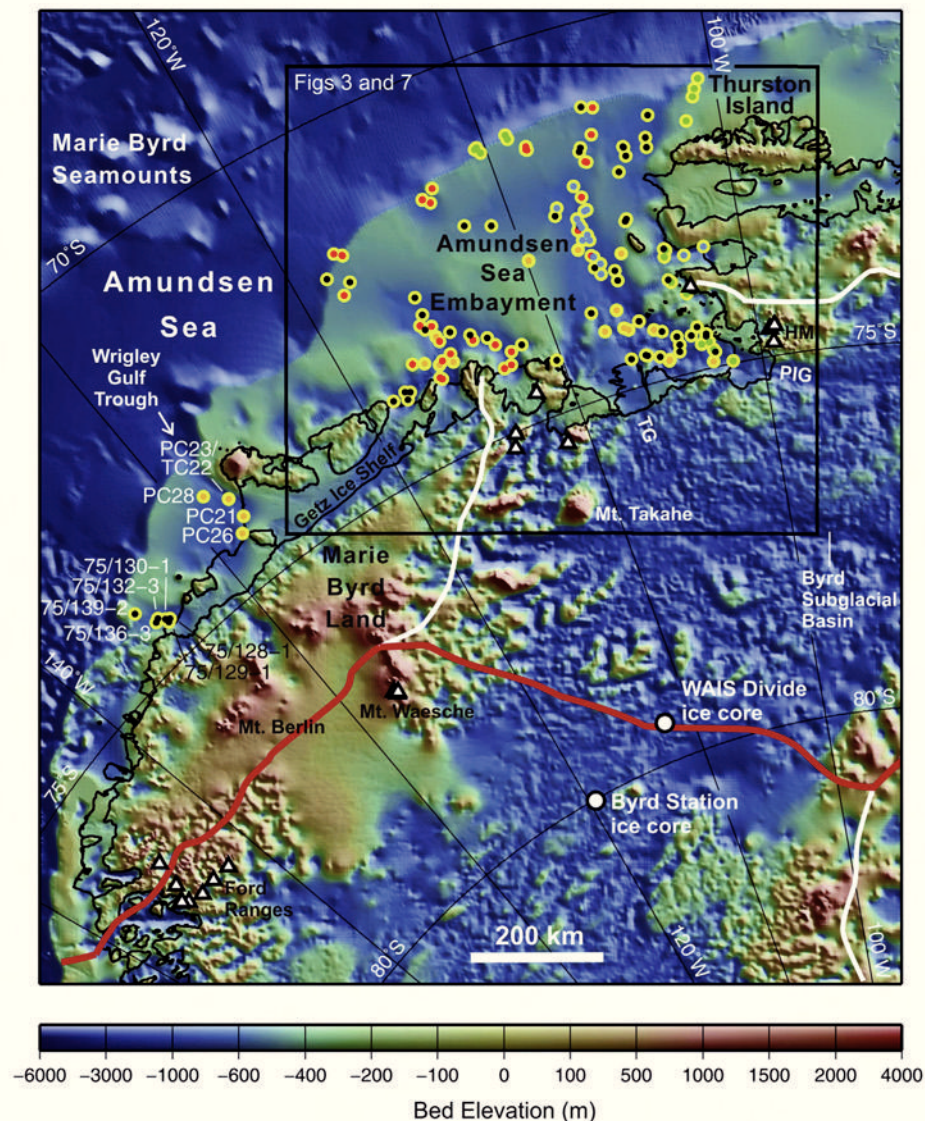 120°W
100°W
Figs 3 and 7
Thurston
Island
Marie Byrd
Seamounts
70°S
Amundsen
Sea
Embayment
Amundsen
Sea
HM
75°S
Wrigley
Gulf
Trough
PIG
TG
PC23/
TC22
PC28
PC21
PC26
Getz Ice Shelf
Mt. Takahe
Marie
Byrd
Land
75/130-1
75/132-3
75/139-2
75/136-3
75/128-1
75/129-1
Byrd
Subglacial
Basin
140°W
WAIS Divide
ice core
80°S
Mt. Waesche
Mt. Berlin
75°S
Byrd Station
ice core
Ford
Ranges
200 km
80°S
120°W
100°W
−6000 −3000 −1000 −600 −400 −200 −100 0 100 500 1000 1500 2000 4000
Bed Elevation (m)